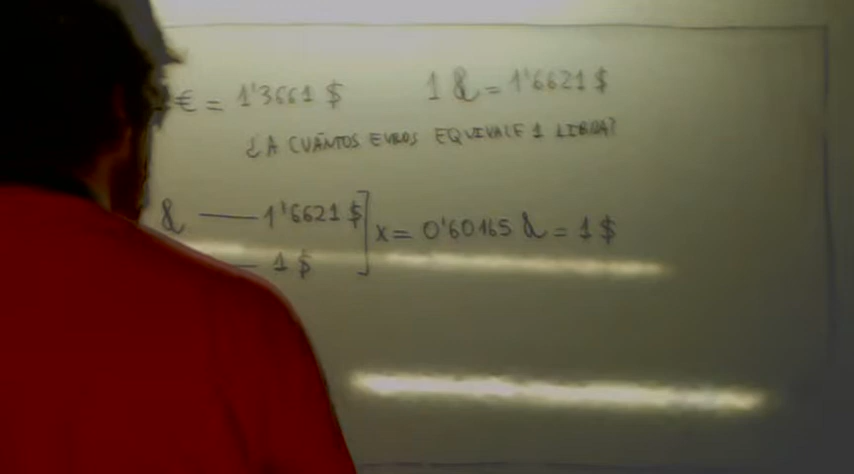 1€ = 1'3661 $ 1 & = 1'6621 $
¿A CUÁNTOS EUROS EQUIVALE 1 LIBRA?
& — 1'6621 $
— 1 $
x = 0'60165 & = 1 $